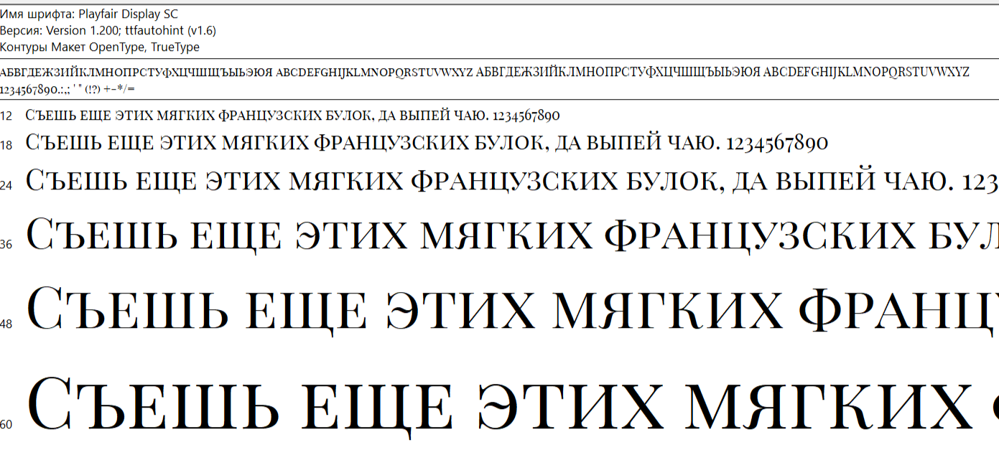 Имя шрифта: Playfair Display SC
Версия: Version 1.200; ttfautohint (v1.6)
Контуры Макет OpenType, TrueType
абвгдежзийклмнопрстуфхцчшщъыьэюя abcdefghijklmnopqrstuvwxyz АБВГДЕЖЗИЙКЛМНОПРСТУФХЦЧШЩЪЫЬЭЮЯ ABCDEFGHIJKLMNOPQRSTUVWXYZ
1234567890.:,; ' " (!?) +-*/=
12 Съешь еще этих мягких французских булок, да выпей чаю. 1234567890
18 Съешь еще этих мягких французских булок, да выпей чаю. 1234567890
24 Съешь еще этих мягких французских булок, да выпей чаю. 123
36 Съешь еще этих мягких французских бул
48 Съешь еще этих мягких франц
60 Съешь еще этих мягких